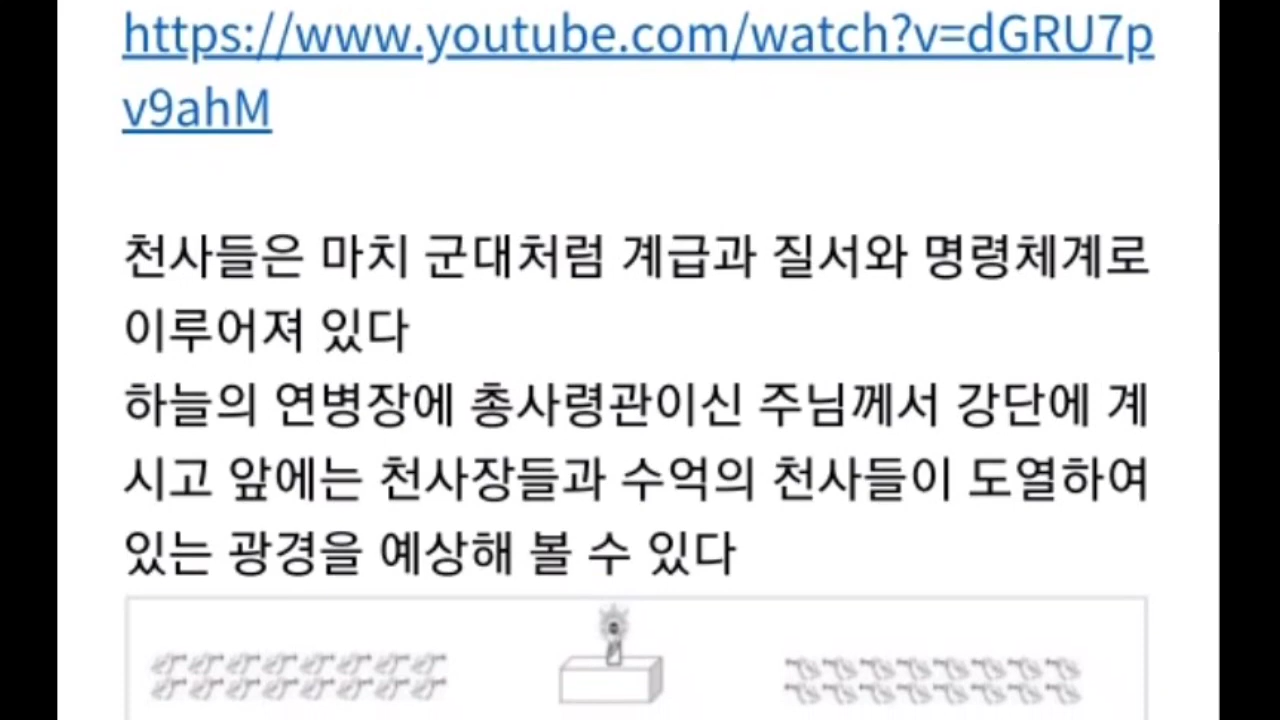 https://www.youtube.com/watch?v=dGRU7p
v9ahM
천사들은 마치 군대처럼 계급과 질서와 명령체계로
이루어져 있다
하늘의 연병장에 총사령관이신 주님께서 강단에 계
시고 앞에는 천사장들과 수억의 천사들이 도열하여
있는 광경을 예상해 볼 수 있다